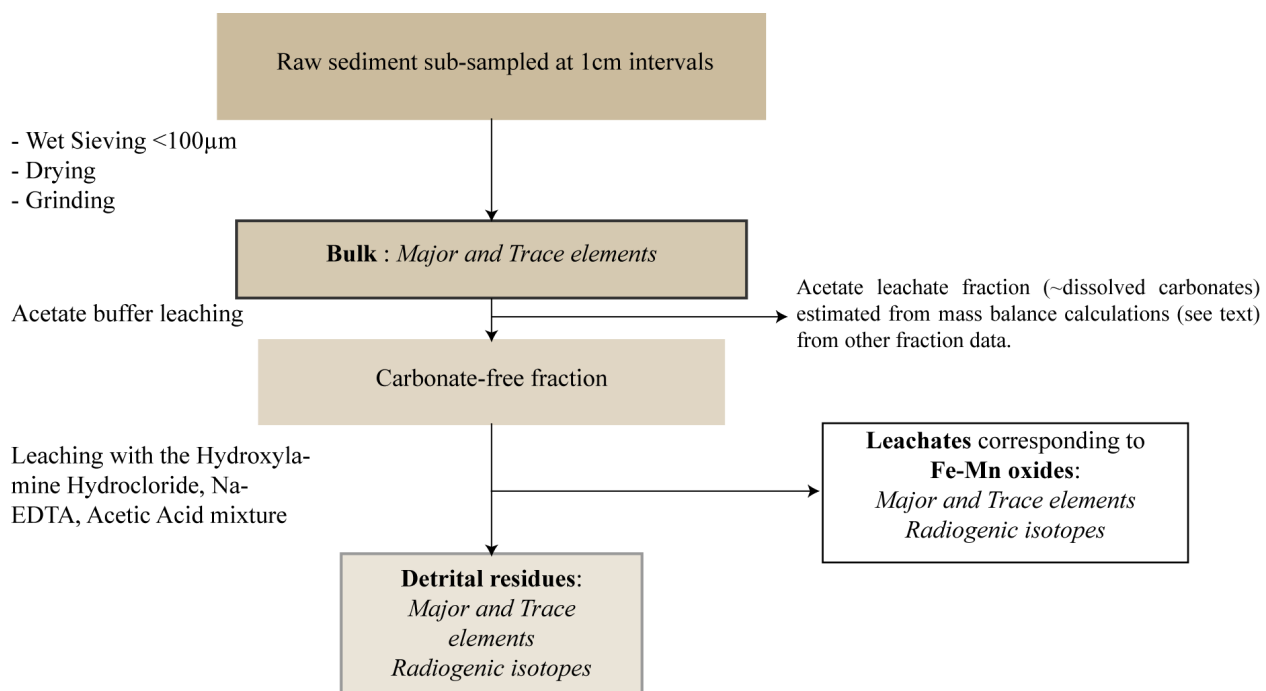 Raw sediment sub-sampled at 1cm intervals
- Wet Sieving <100µm
- Drying
- Grinding
Bulk : Major and Trace elements
Acetate buffer leaching
Acetate leachate fraction (~dissolved carbonates)
estimated from mass balance calculations (see text)
from other fraction data.
Carbonate-free fraction
Leaching with the Hydroxyla-
mine Hydrocloride, Na-
EDTA, Acetic Acid mixture
Leachates corresponding to
Fe-Mn oxides:
Major and Trace elements
Radiogenic isotopes
Detrital residues:
Major and Trace
elements
Radiogenic isotopes